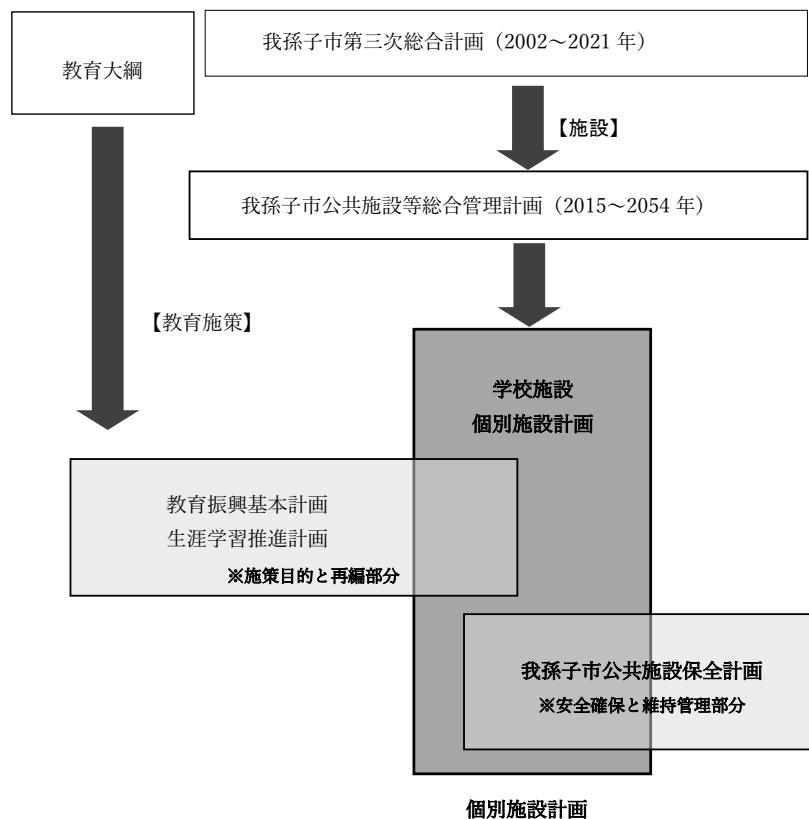 教育大綱
我孫子市第三次総合計画（2002～2021 年）
【施設】
我孫子市公共施設等総合管理計画（2015～2054 年）
【教育施策】
学校施設
個別施設計画
教育振興基本計画
生涯学習推進計画
※施策目的と再編部分
我孫子市公共施設保全計画
※安全確保と維持管理部分
個別施設計画